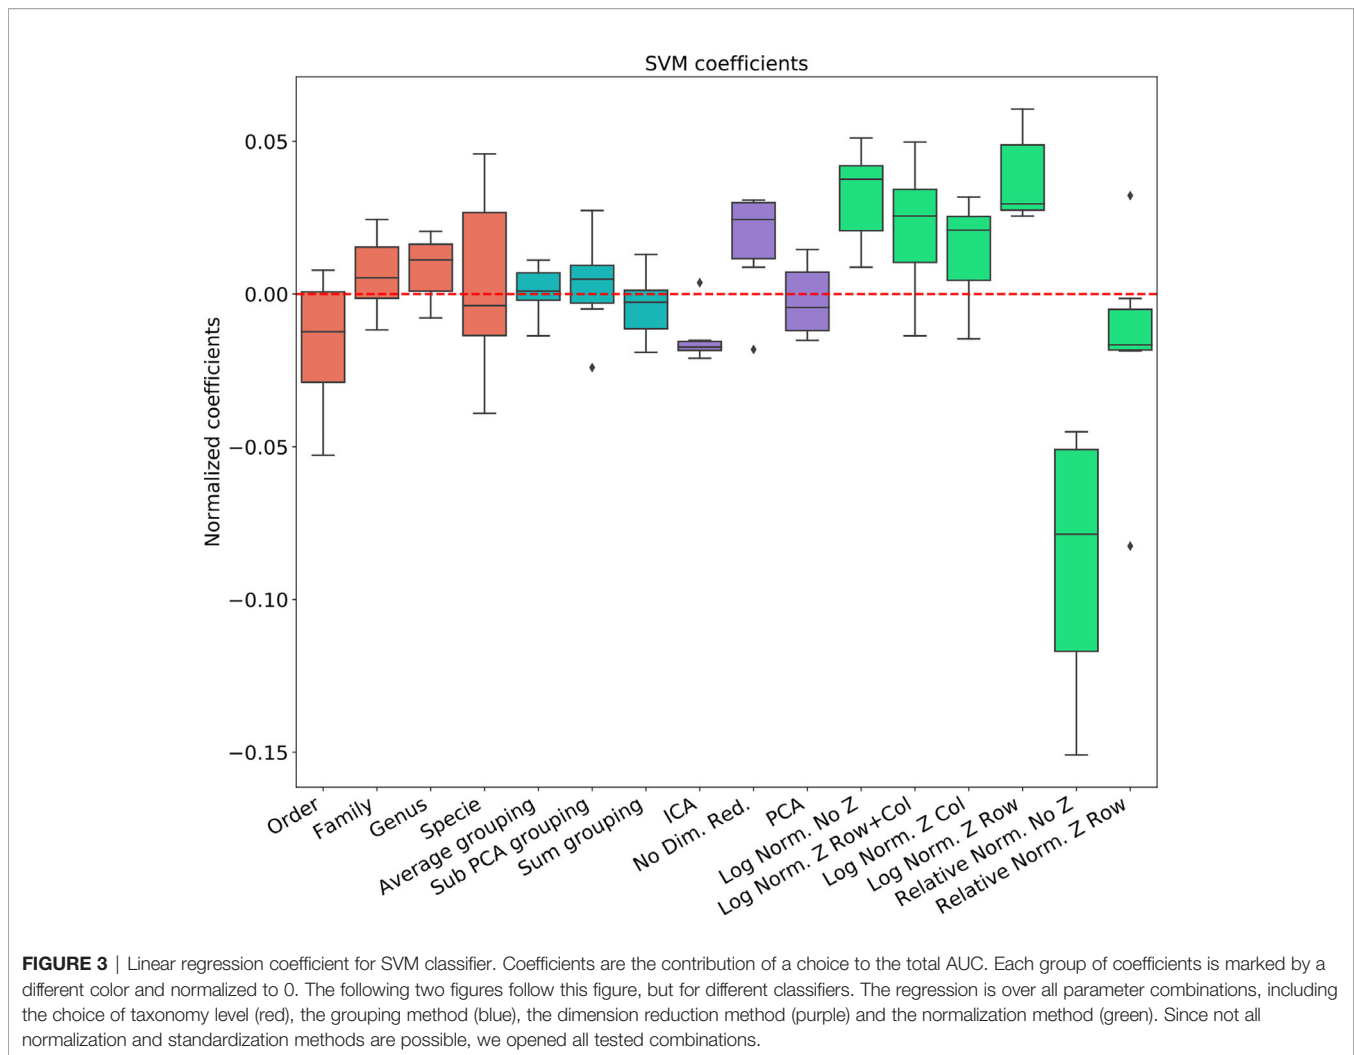 SVM coefficients
0.05
0.00
−0.05
−0.10
−0.15
Normalized coefficients
Order
Family
Genus
Specie
Average grouping
Sub PCA grouping
Sum grouping
ICA
No Dim. Red.
PCA
Log Norm. No Z
Log Norm. Z Row+Col
Log Norm. Z Col
Log Norm. Z Row
Relative Norm. No Z
Relative Norm. Z Row
FIGURE 3 | Linear regression coefficient for SVM classifier. Coefficients are the contribution of a choice to the total AUC. Each group of coefficients is marked by a
different color and normalized to 0. The following two figures follow this figure, but for different classifiers. The regression is over all parameter combinations, including
the choice of taxonomy level (red), the grouping method (blue), the dimension reduction method (purple) and the normalization method (green). Since not all
normalization and standardization methods are possible, we opened all tested combinations.